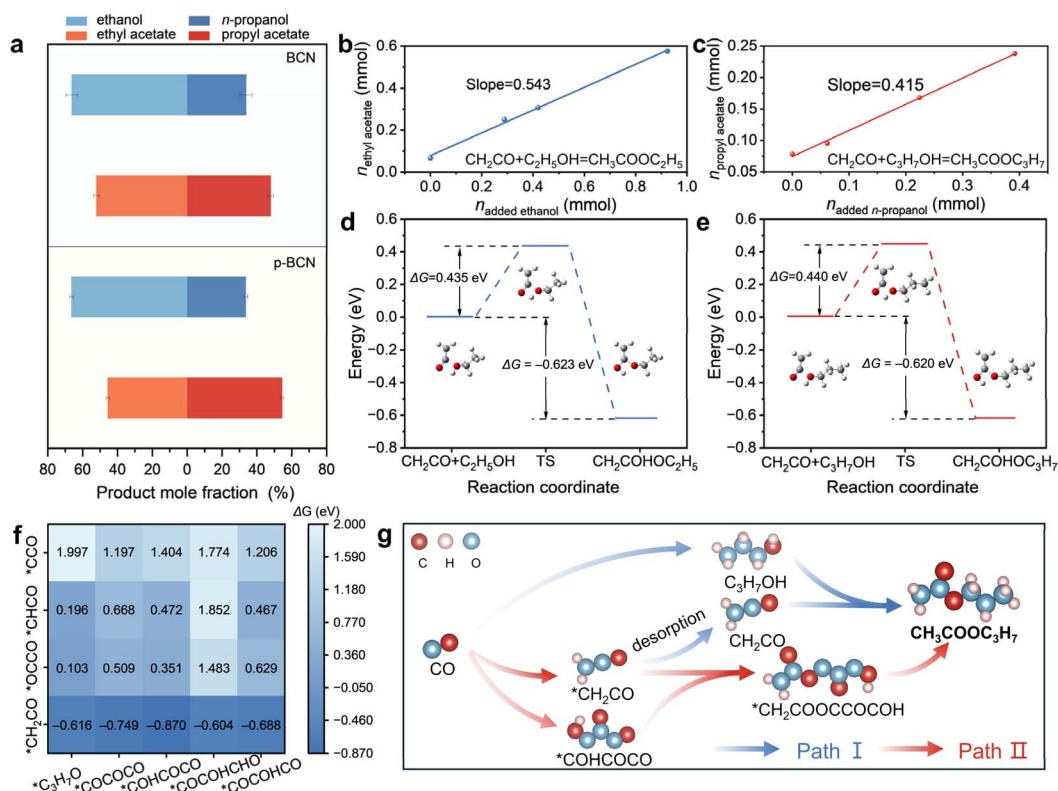 ethanol
n-propanol
ethyl acetate
propyl acetate
a
BCN
p-BCN
80 60 40 20 0 20 40 60 80
Product mole fraction (%)
b
n ethyl acetate (mmol)
0.6
0.4
0.2
0.0
Slope=0.543
CH₂CO+C₂H₅OH=CH₃COOC₂H₅
0.0 0.2 0.4 0.6 0.8 1.0
n added ethanol (mmol)
c
n propyl acetate (mmol)
0.25
0.20
0.15
0.10
0.05
Slope=0.415
CH₂CO+C₃H₇OH=CH₃COOC₃H₇
0.0 0.1 0.2 0.3 0.4
n added n-propanol (mmol)
d
Energy (eV)
0.6
0.4
0.2
0.0
−0.2
−0.4
−0.6
−0.8
ΔG=0.435 eV
ΔG = −0.623 eV
CH₂CO+C₂H₅OH TS CH₂COHOC₂H₅
Reaction coordinate
e
Energy (eV)
0.6
0.4
0.2
0.0
−0.2
−0.4
−0.6
−0.8
ΔG=0.440 eV
ΔG = −0.620 eV
CH₂CO+C₃H₇OH TS CH₂COHOC₃H₇
Reaction coordinate
f
*CCO
*CHCO
*OCCO
*CH₂CO
1.997 1.197 1.404 1.774 1.206
0.196 0.668 0.472 1.852 0.467
0.103 0.509 0.351 1.483 0.629
−0.616 −0.749 −0.870 −0.604 −0.688
*C₃H₇O
*COCOCO
*COHCOCO
*COCOHCHO
*COCOHCO
ΔG (eV)
2.000
1.590
1.180
0.770
0.360
−0.050
−0.460
−0.870
g
C H O
CO
C₃H₇OH
desorption
CH₂CO
*CH₂CO
*COHCOCO
*CH₂COOCCOCOH
CH₃COOC₃H₇
Path I
Path II